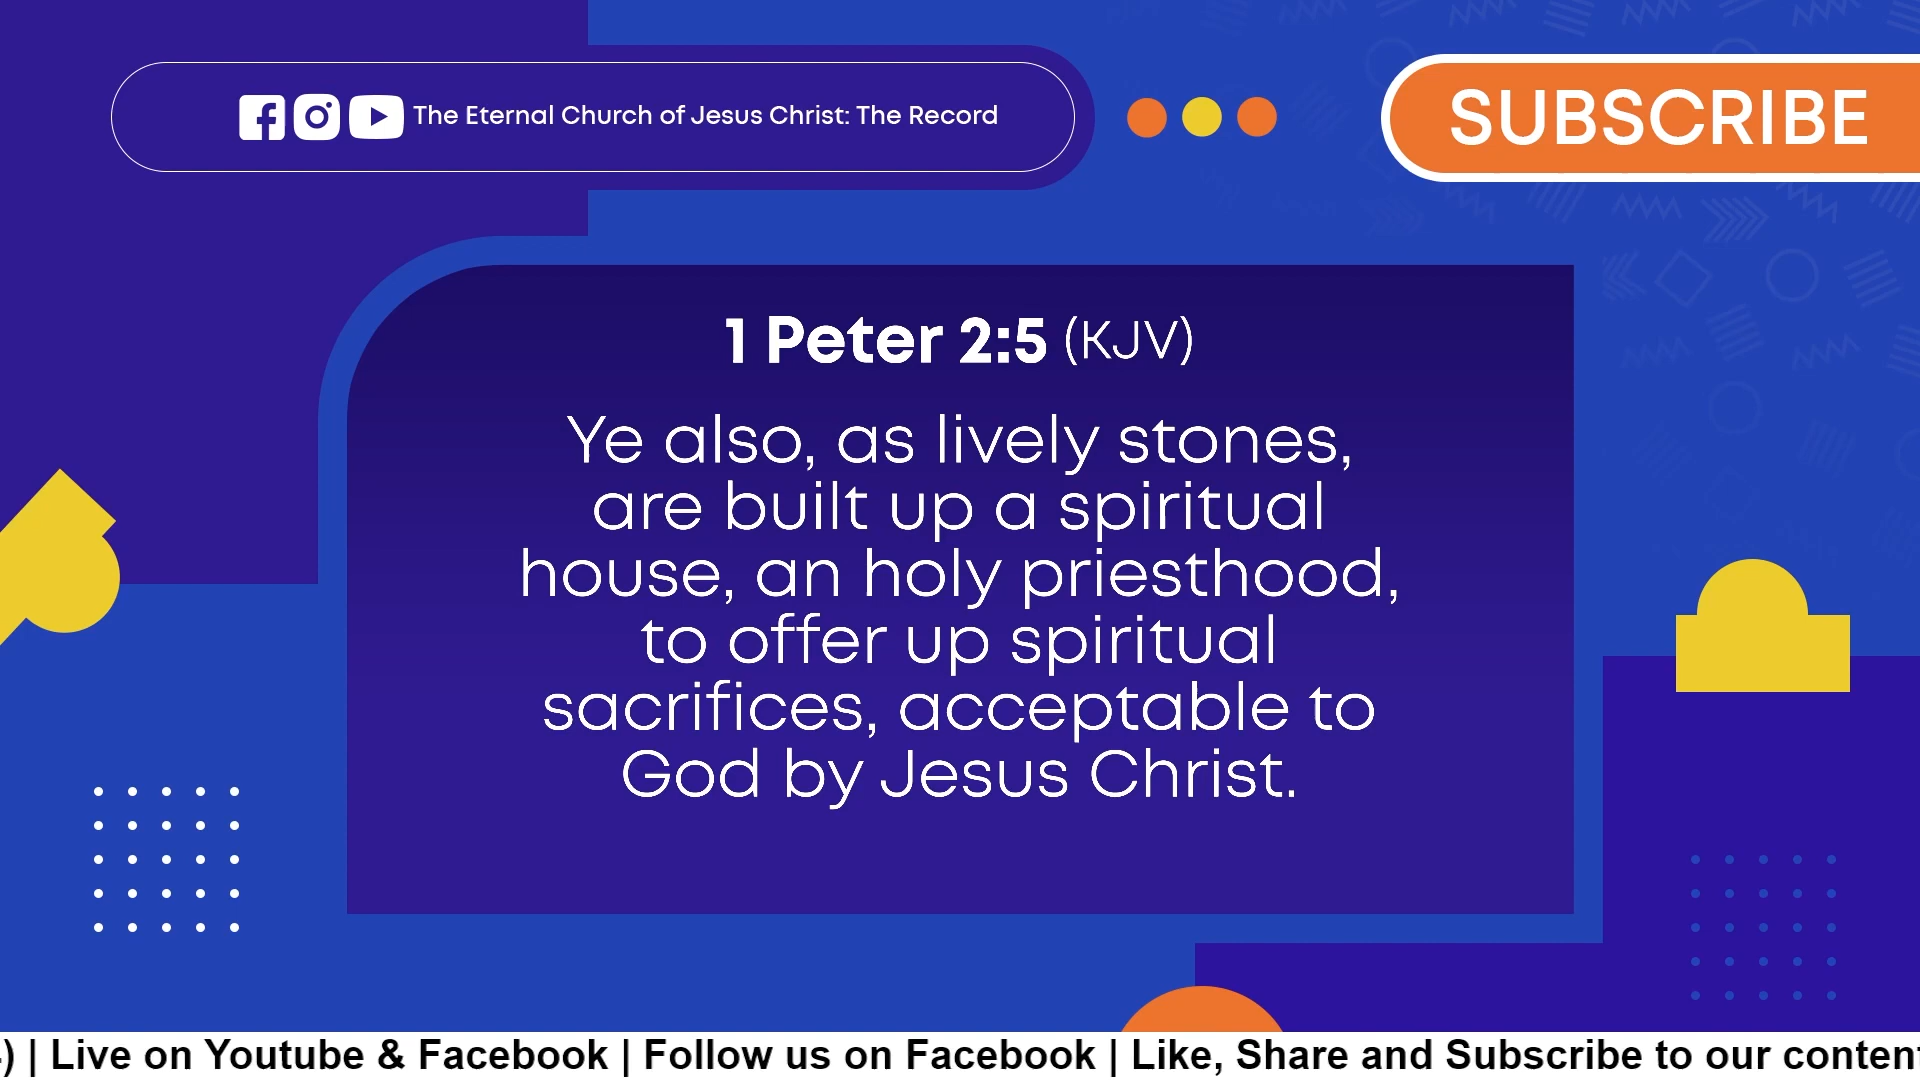 The Eternal Church of Jesus Christ: The Record
SUBSCRIBE
1 Peter 2:5 (KJV)
Ye also, as lively stones,
are built up a spiritual
house, an holy priesthood,
to offer up spiritual
sacrifices, acceptable to
God by Jesus Christ.
) | Live on Youtube & Facebook | Follow us on Facebook | Like, Share and Subscribe to our content